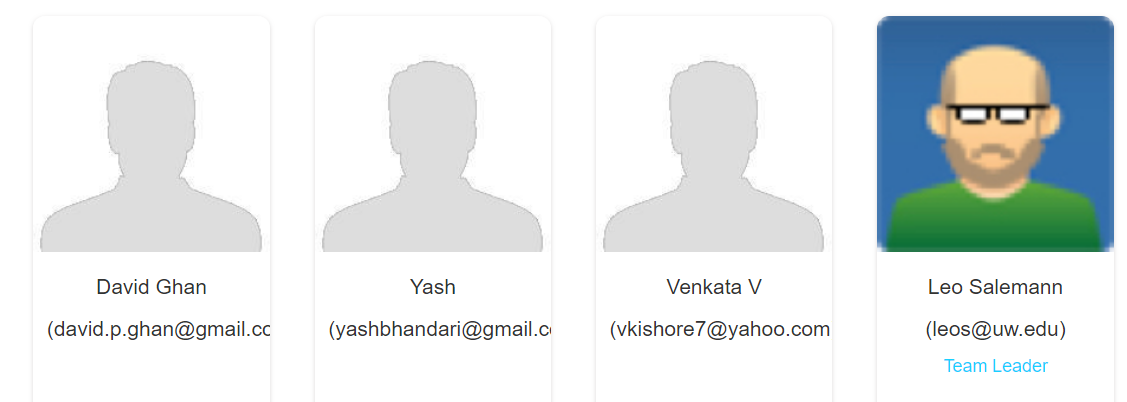 David Ghan
(david.p.ghan@gmail.co
Yash
(yashbhandari@gmail.c
Venkata V
(vkishore7@yahoo.com
Leo Salemann
(leos@uw.edu)
Team Leader